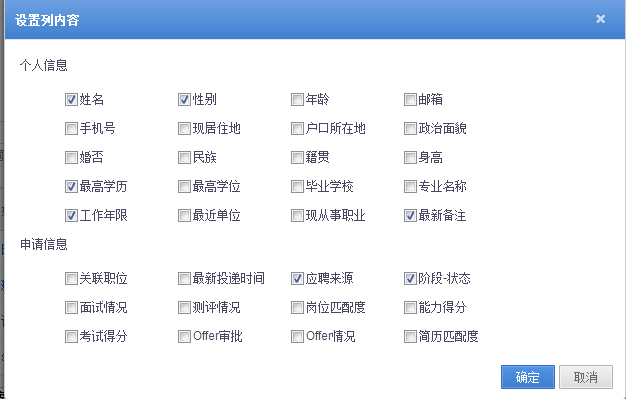 设置列内容
个人信息
姓名 性别 年龄 邮箱
手机号 现居住地 户口所在地 政治面貌
婚否 民族 籍贯 身高
最高学历 最高学位 毕业学校 专业名称
工作年限 最近单位 现从事职业 最新备注
申请信息
关联职位 最新投递时间 应聘来源 阶段-状态
面试情况 测评情况 岗位匹配度 能力得分
考试得分 Offer审批 Offer情况 简历匹配度
确定 取消